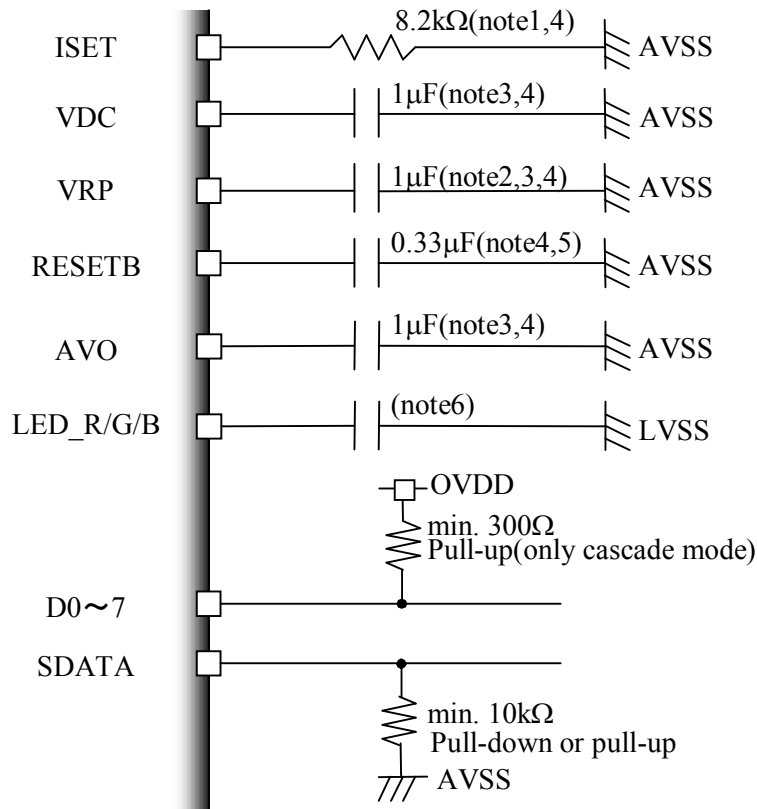 ISET 8.2kΩ(note1,4) AVSS
VDC 1μF(note3,4) AVSS
VRP 1μF(note2,3,4) AVSS
RESETB 0.33μF(note4,5) AVSS
AVO 1μF(note3,4) AVSS
LED_R/G/B (note6) LVSS
OVDD
min. 300Ω
Pull-up(only cascade mode)
D0～7
SDATA
min. 10kΩ
Pull-down or pull-up
AVSS